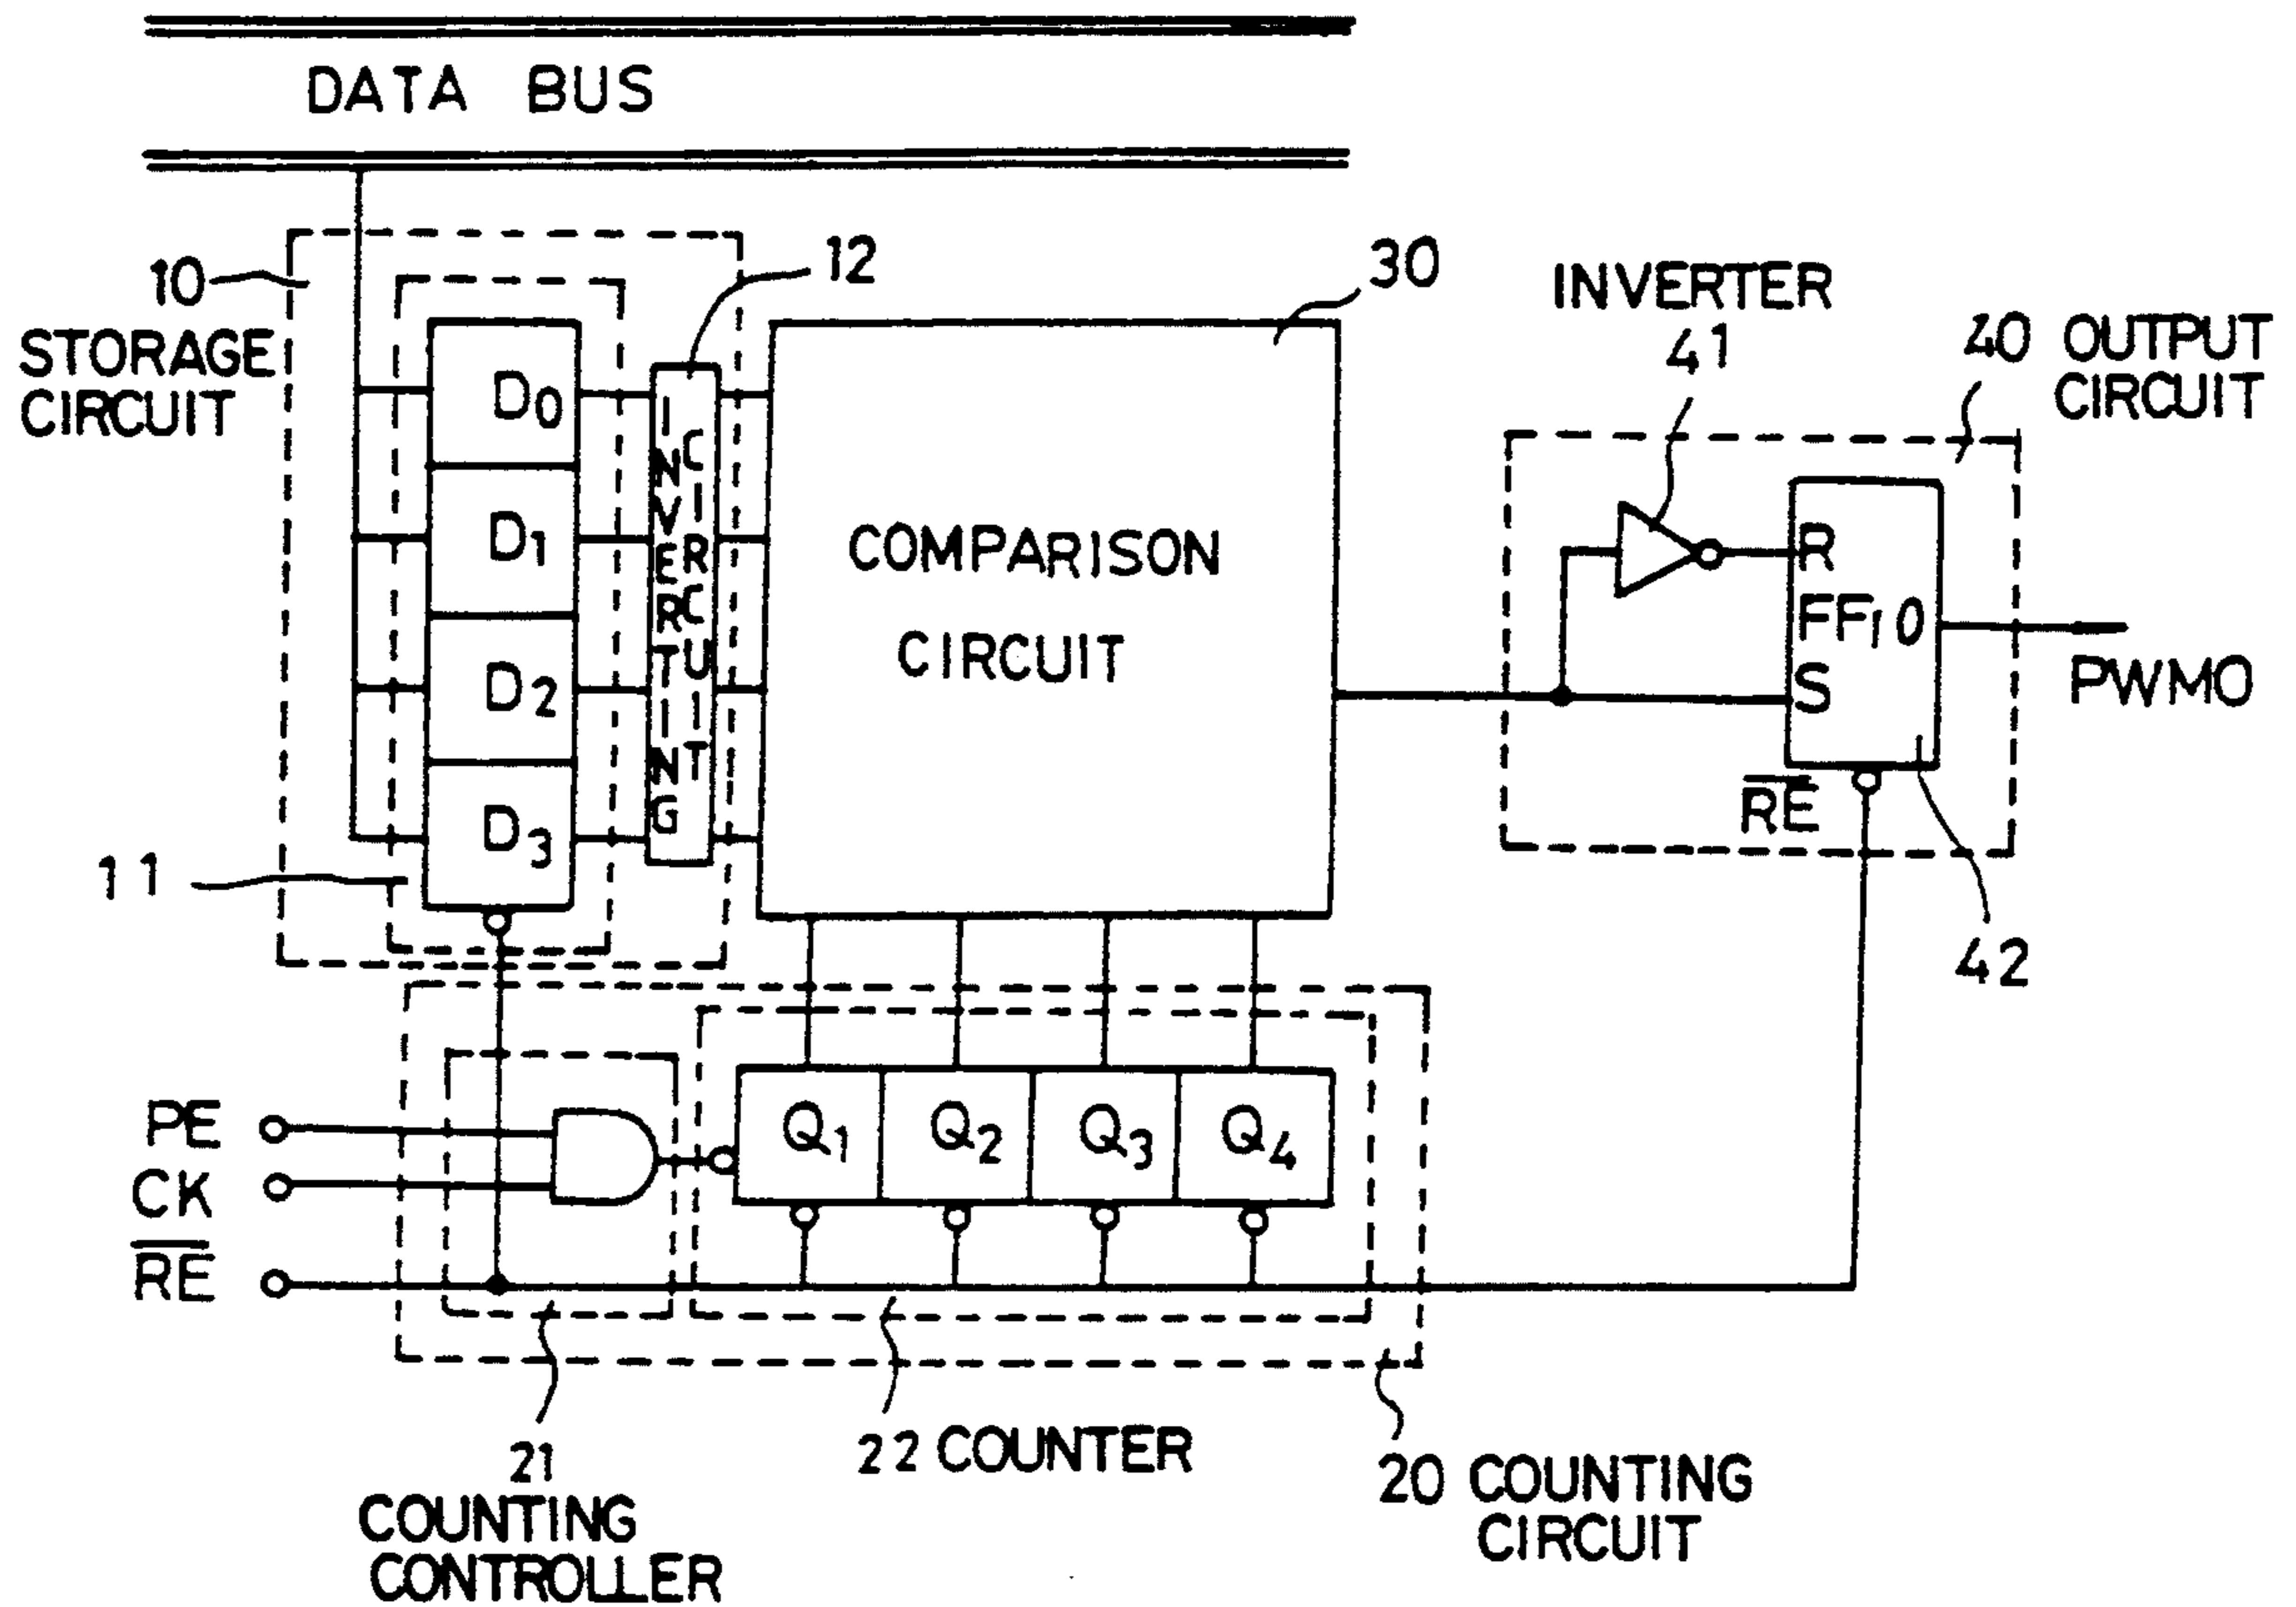 DATA BUS
10
STORAGE
CIRCUIT
12
30
INVERTER
41
40 OUTPUT
CIRCUIT
D0
D1
D2
D3
INVERTING
CIRCUIT
COMPARISON
CIRCUIT
R
FF10
S
R̅E̅
PWMO
42
11
PE
CK
R̅E̅
Q1
Q2
Q3
Q4
21
COUNTING
CONTROLLER
22 COUNTER
20 COUNTING
CIRCUIT